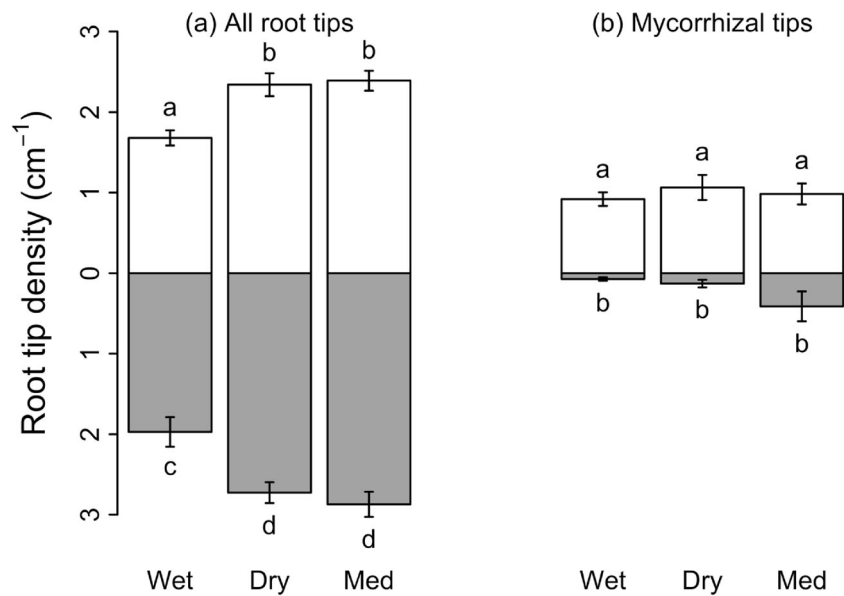 (a) All root tips
(b) Mycorrhizal tips
Root tip density (cm⁻¹)
3
2
1
0
1
2
3
a
b
b
c
d
d
a
a
a
b
b
b
Wet
Dry
Med
Wet
Dry
Med